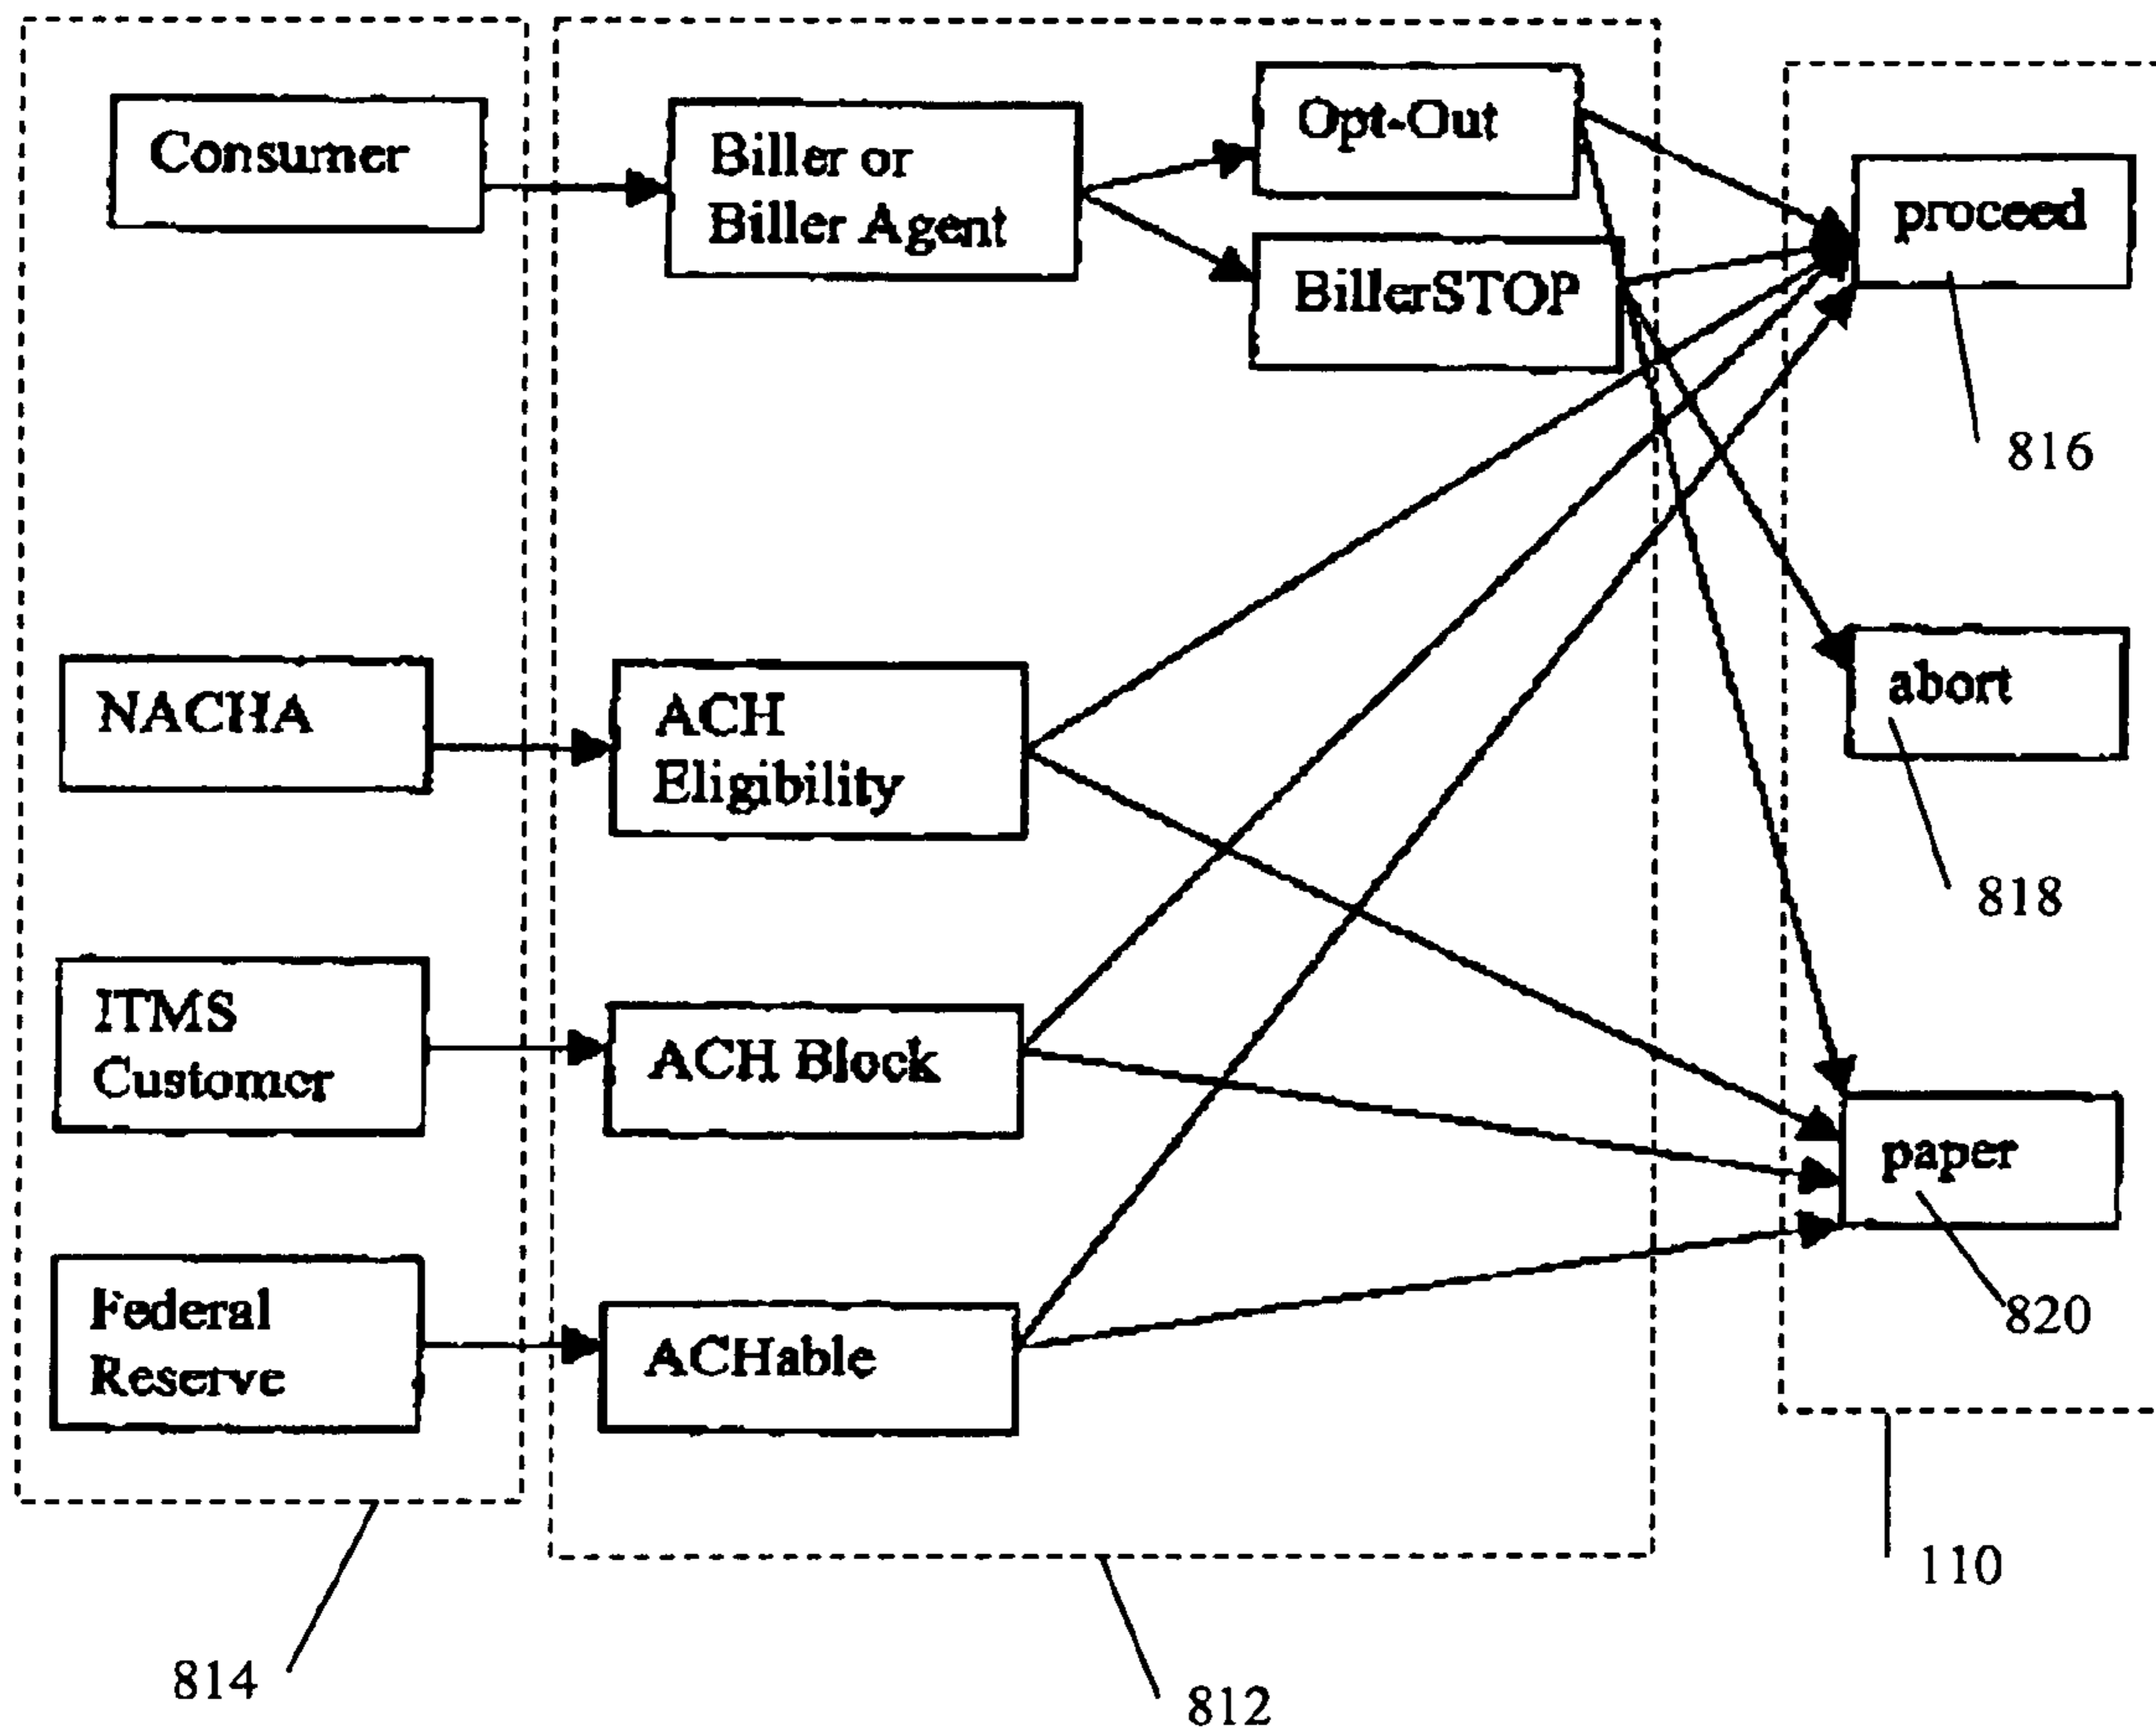 Consumer
Biller or
Biller Agent
Opt-Out
BillerSTOP
proceed
816
NACHA
ACH
Eligibility
abort
818
ITMS
Customer
ACH Block
paper
820
Federal
Reserve
ACHable
110
814
812